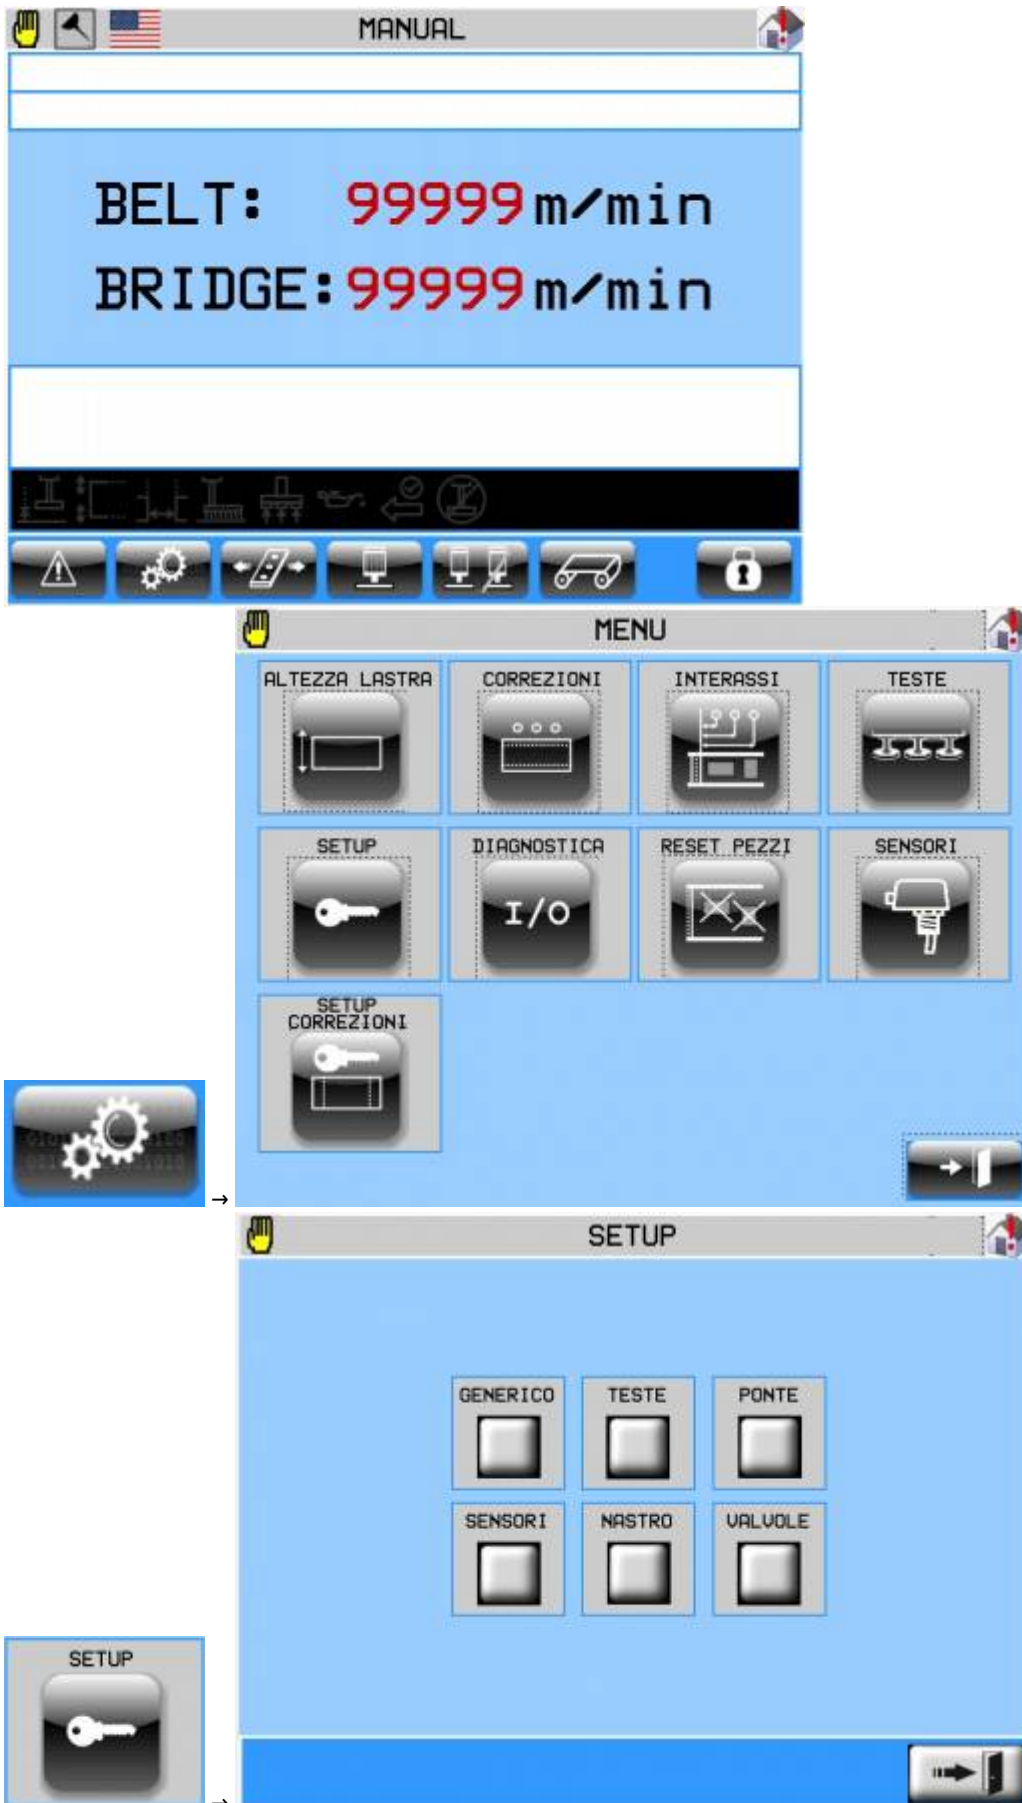 MANUAL
BELT: 99999 m/min
BRIDGE: 99999 m/min
MENU
ALTEZZA LASTRA
CORREZIONI
INTERASSI
TESTE
SETUP
DIAGNOSTICA
RESET PEZZI
SENSORI
I/O
SETUP
CORREZIONI
→
SETUP
GENERICO
TESTE
PONTE
SENSORI
NASTRO
VALVOLE
SETUP
→